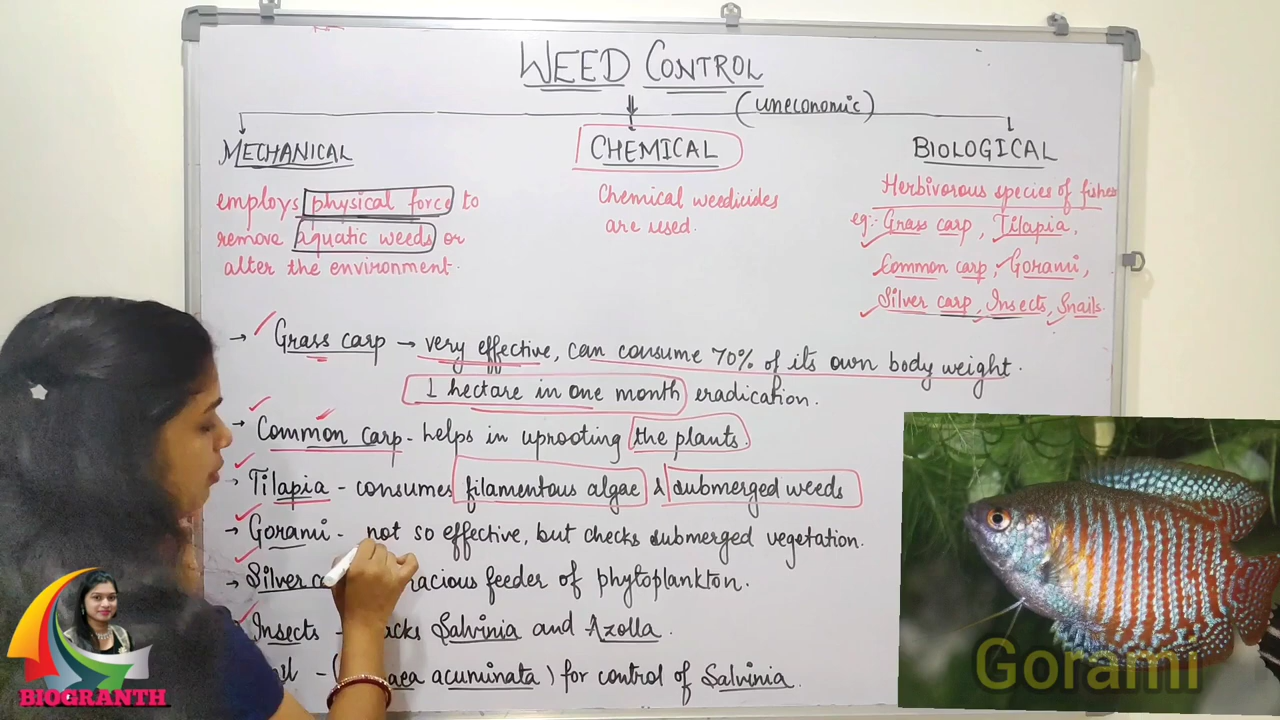 WEED CONTROL
(uneconomic)
MECHANICAL
employs physical force to
remove aquatic weeds or
alter the environment.
CHEMICAL
Chemical weedicides
are used.
BIOLOGICAL
Herbivorous species of fishes
eg:- Grass carp, Tilapia,
Common carp, Gorami,
Silver carp, Insects, Snails.
→ Grass carp → very effective, can consume 70% of its own body weight.
1 hectare in one month eradication.
→ Common carp - helps in uprooting the plants.
→ Tilapia - consumes filamentous algae & submerged weeds
→ Gorami - not so effective, but checks submerged vegetation.
→ Silver feeder of phytoplankton.
Insects - Salvinia and Azolla.
acuminata) for control of Salvinia.
Gorami
BIOGRANTH